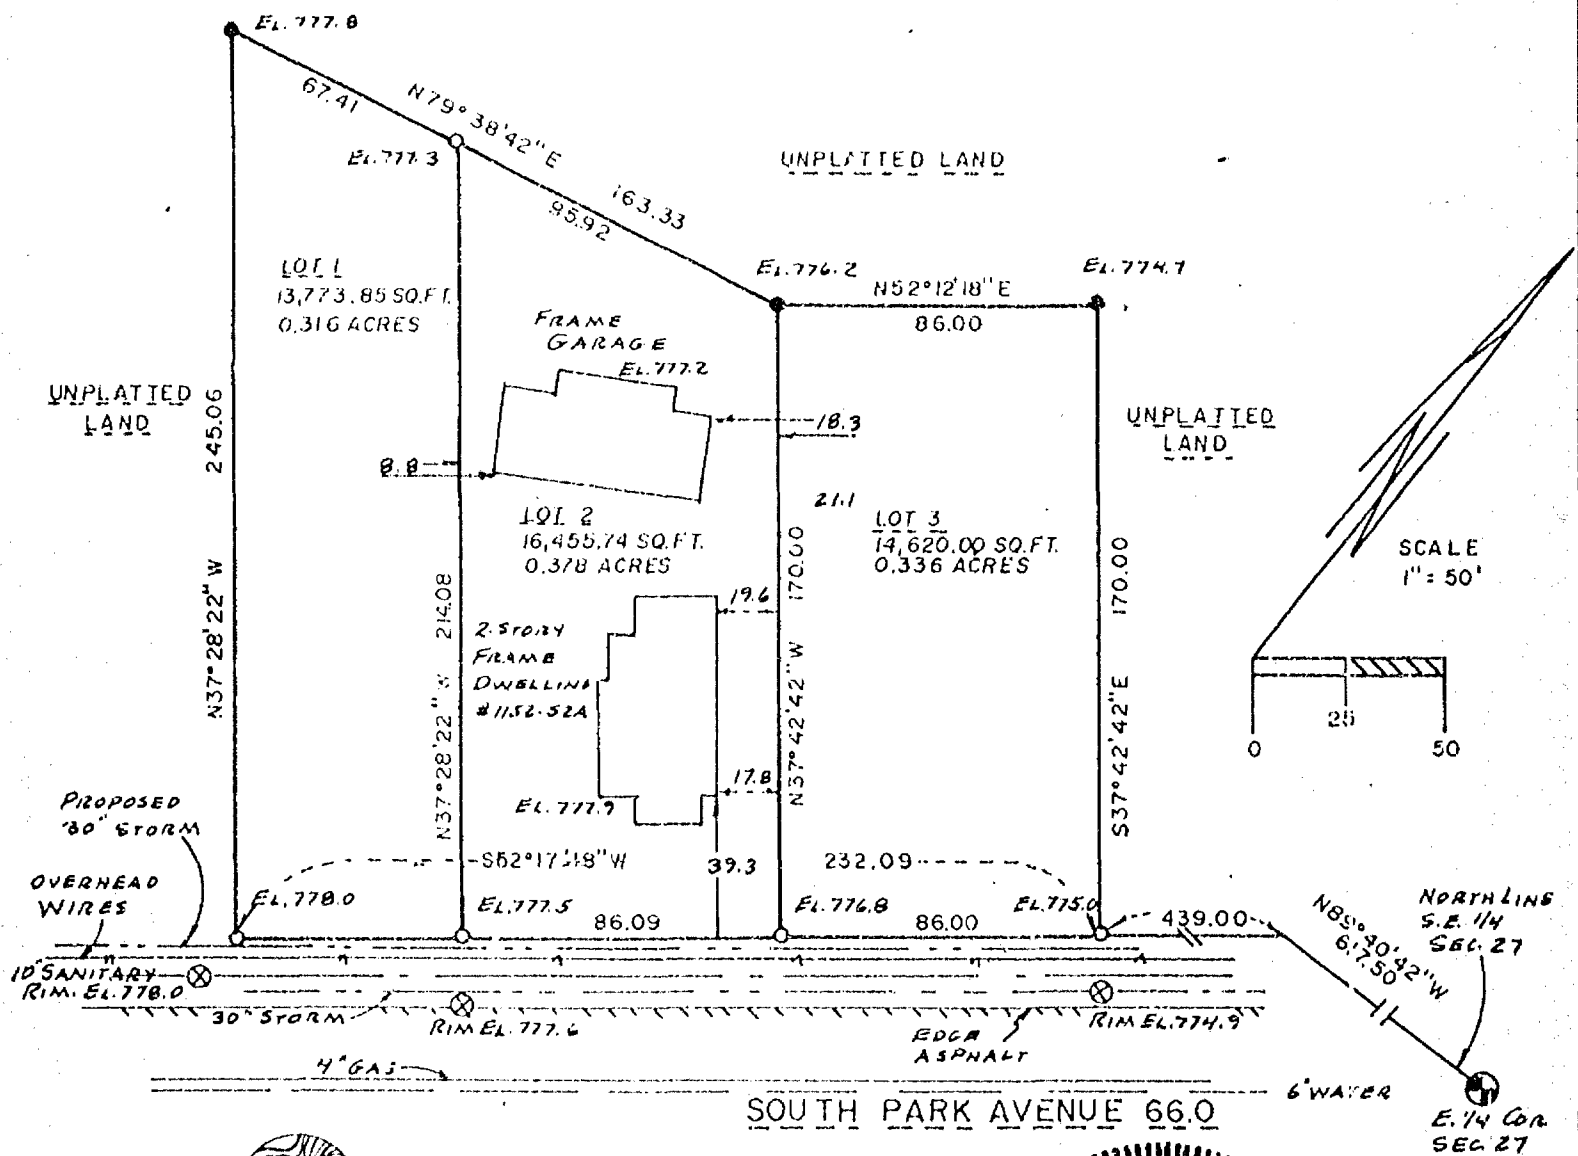 EL. 777.8
67.41
N79°38'42"E
EL.777.3
163.33
95.92
UNPLATTED LAND
EL.776.2
EL.774.7
N52°12'18"E
86.00
LOT 1
13,773.85 SQ.FT.
0.316 ACRES
FRAME
GARAGE
EL.777.2
UNPLATTED
LAND
245.06
18.3
UNPLATTED
LAND
8.8
21.1
LOT 2
16,455.74 SQ.FT.
0.378 ACRES
LOT 3
14,620.00 SQ.FT.
0.336 ACRES
SCALE
1"=50'
170.00
170.00
214.08
19.6
2-STORY
FRAME
DWELLING
#1152-52A
N37°28'22"W
N37°28'22"W
N37°42'42"W
S37°42'42"E
25
0
50
17.8
EL.777.9
PROPOSED
30" STORM
S52°17'18"W
39.3
232.09
OVERHEAD
WIRES
EL.778.0
EL.777.5
86.09
EL.776.8
86.00
EL.775.0
439.00
NORTH LINE
S.E. 1/4
SEC. 27
N89°40'42"W
617.50
10" SANITARY
RIM. EL.778.0
30" STORM
RIM EL.777.6
EDGE
ASPHALT
RIM EL.774.9
4" GAS
6" WATER
SOUTH PARK AVENUE 66.0
E. 1/4 COR.
SEC 27